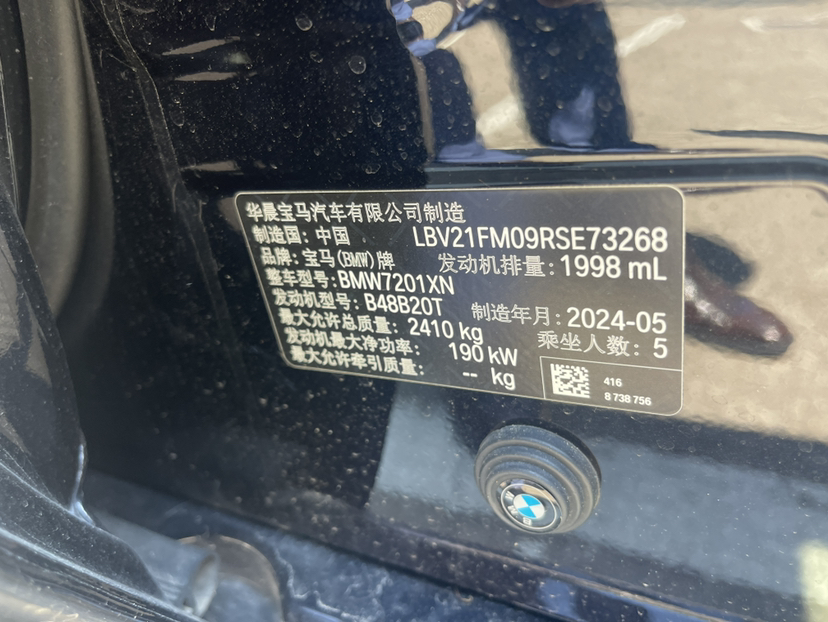 华晨宝马汽车有限公司制造
制造国: 中国 LBV21FM09RSE73268
品牌: 宝马(BMW)牌 发动机排量: 1998 mL
整车型号: BMW7201XN
发动机型号: B48B20T 制造年月: 2024-05
最大允许总质量: 2410 kg 乘坐人数: 5
发动机最大净功率: 190 kW
最大允许牵引质量: -- kg
416
8 738 756